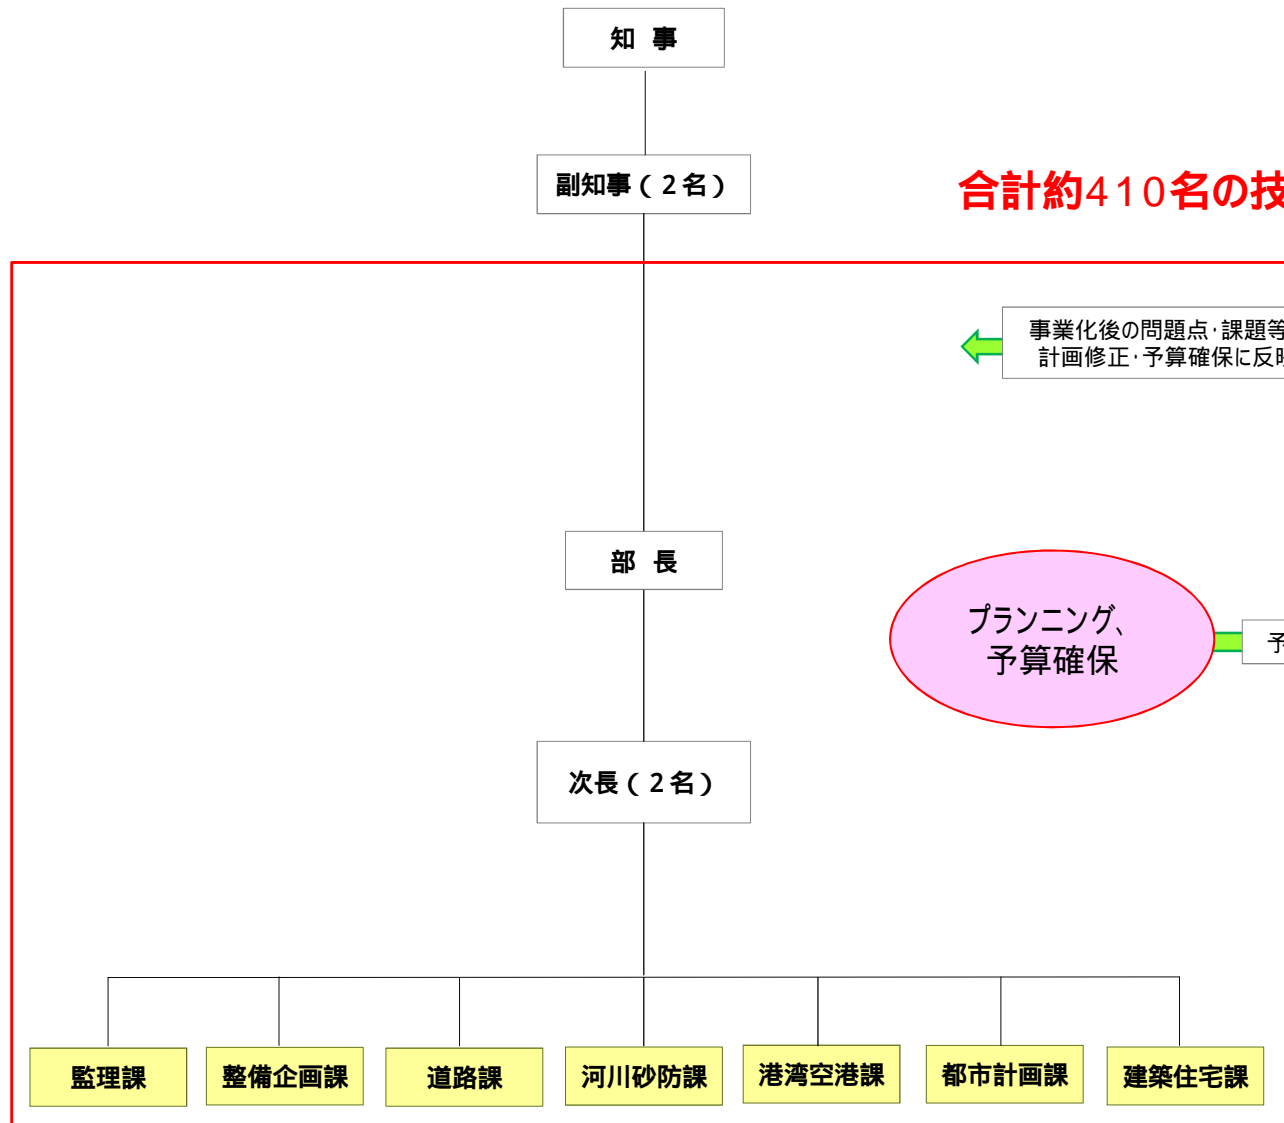 知 事
副知事(2名)
合計約410名の技
事業化後の問題点・課題等
計画修正・予算確保に反
部 長
プランニング、
予算確保
予
次長(2名)
監理課
整備企画課
道路課
河川砂防課
港湾空港課
都市計画課
建築住宅課